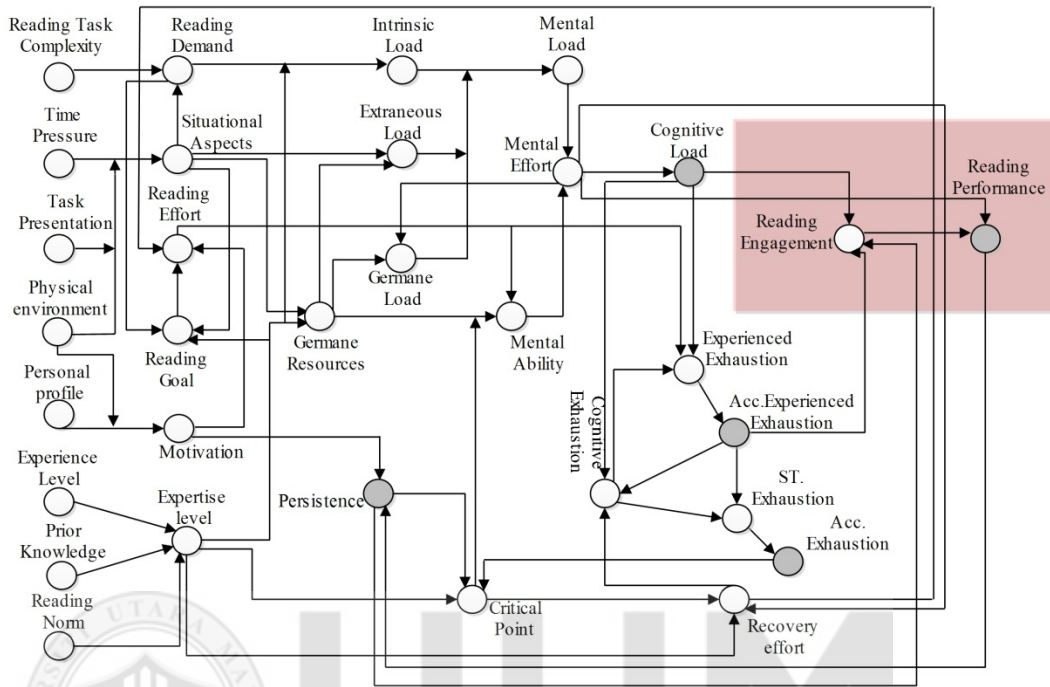 Reading Task
Complexity
Reading
Demand
Intrinsic
Load
Mental
Load
Time
Pressure
Situational
Aspects
Extraneous
Load
Mental
Effort
Cognitive
Load
Reading
Performance
Task
Presentation
Reading
Effort
Reading
Engagement
Germane
Load
Physical
environment
Reading
Goal
Germane
Resources
Mental
Ability
Experienced
Exhaustion
Personal
profile
Motivation
Cognitive
Exhaustion
Acc.Experienced
Exhaustion
Experience
Level
Expertise
level
Persistence
ST.
Exhaustion
Prior
Knowledge
Acc.
Exhaustion
Reading
Norm
Critical
Point
Recovery
effort
UTARA
UUM